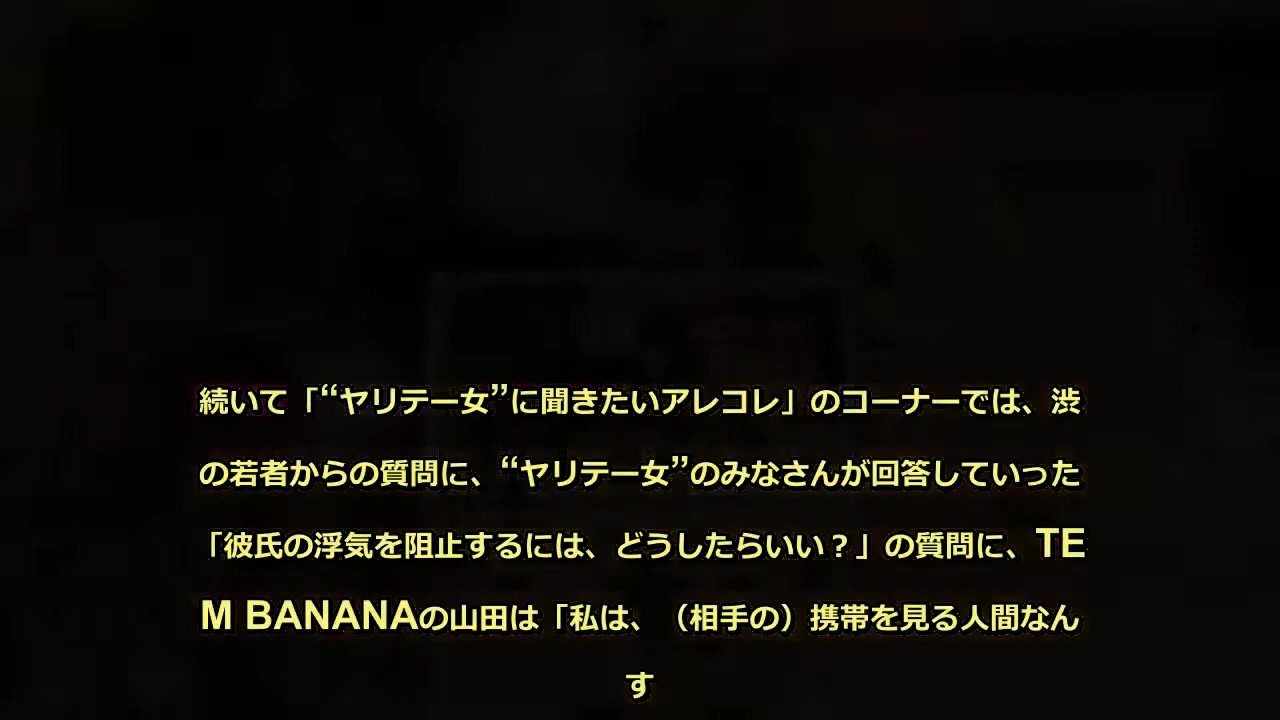 続いて「“ヤリテー女”に聞きたいアレコレ」のコーナーでは、渋
の若者からの質問に、“ヤリテー女”のみなさんが回答していった
「彼氏の浮気を阻止するには、どうしたらいい？」の質問に、TE
M BANANAの山田は「私は、（相手の）携帯を見る人間なん
す